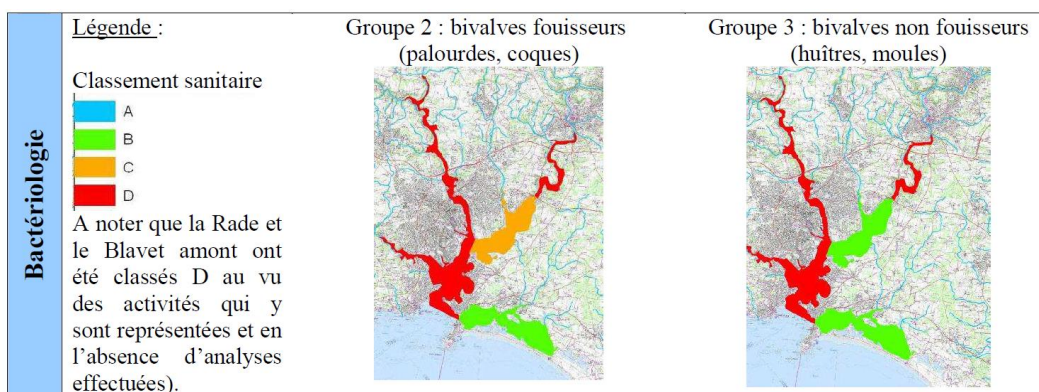 Bactériologie
Légende :
Classement sanitaire
A
B
C
D
A noter que la Rade et
le Blavet amont ont
été classés D au vu
des activités qui y
sont représentées et en
l’absence d’analyses
effectuées).
Groupe 2 : bivalves fouisseurs
(palourdes, coques)
Groupe 3 : bivalves non fouisseurs
(huîtres, moules)